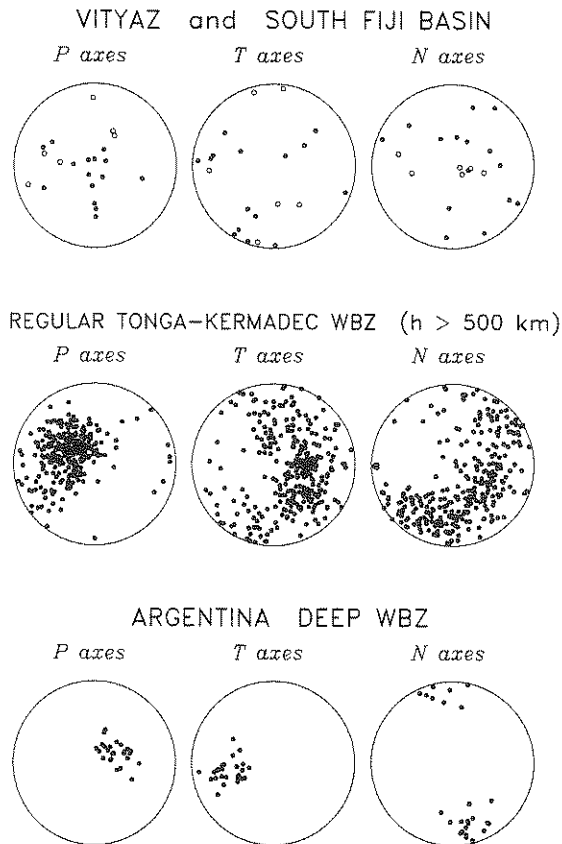 VITYAZ and SOUTH FIJI BASIN
P axes T axes N axes
REGULAR TONGA-KERMADEC WBZ (h > 500 km)
P axes T axes N axes
ARGENTINA DEEP WBZ
P axes T axes N axes